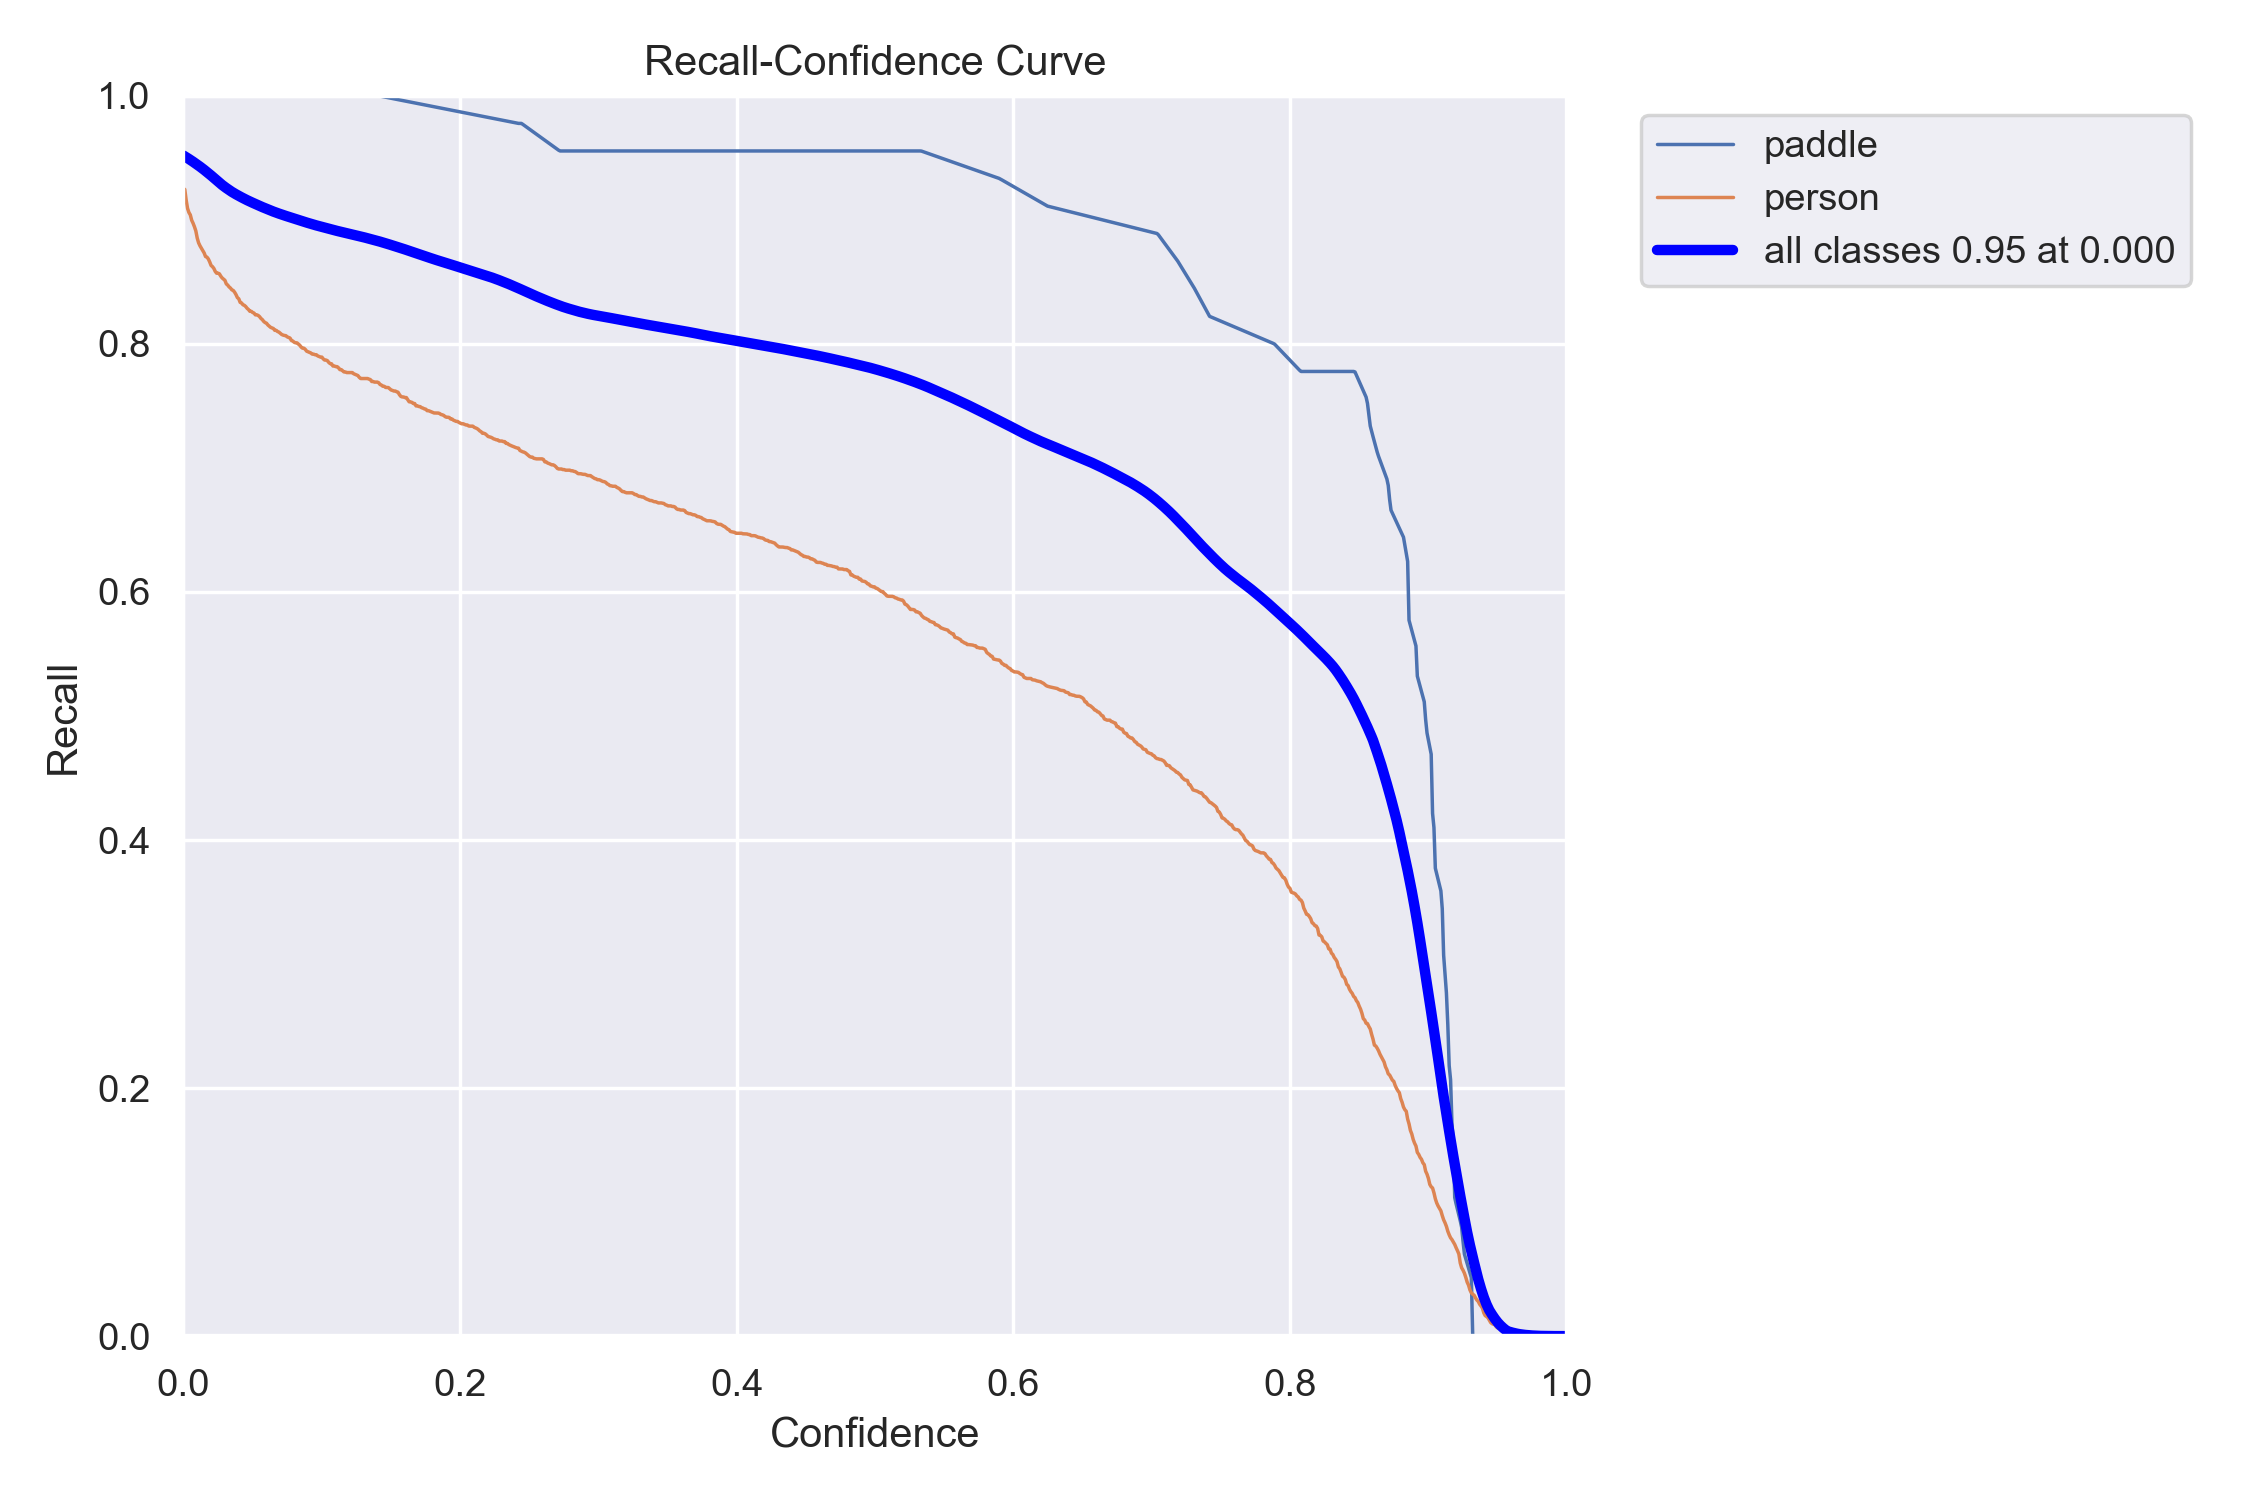 Recall-Confidence Curve
1.0
0.8
0.6
0.4
0.2
0.0
Recall
0.0 0.2 0.4 0.6 0.8 1.0
Confidence
paddle
person
all classes 0.95 at 0.000